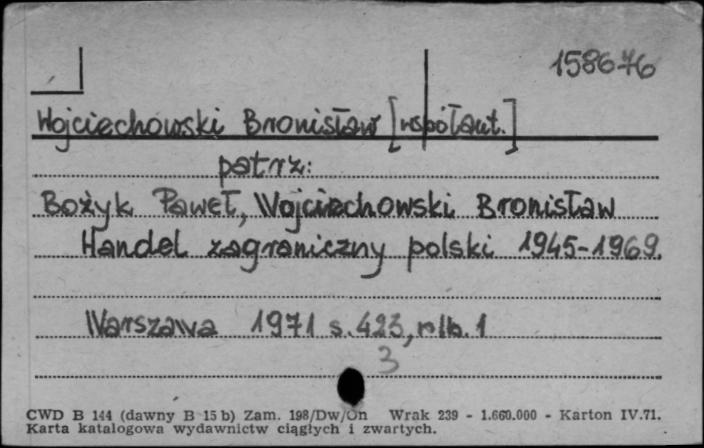 158676
Wojciechowski Bronisław [współaut.]
patrz:
Bożyk Paweł, Wojciechowski Bronisław
Handel zagraniczny polski 1945-1969.
Warszawa 1971 s. 423, nlb. 1
3
CWD B 144 (dawny B 15 b) Zam. 198/Dw/On Wrak 239 - 1.660.000 - Karton IV.71.
Karta katalogowa wydawnictw ciągłych i zwartych.